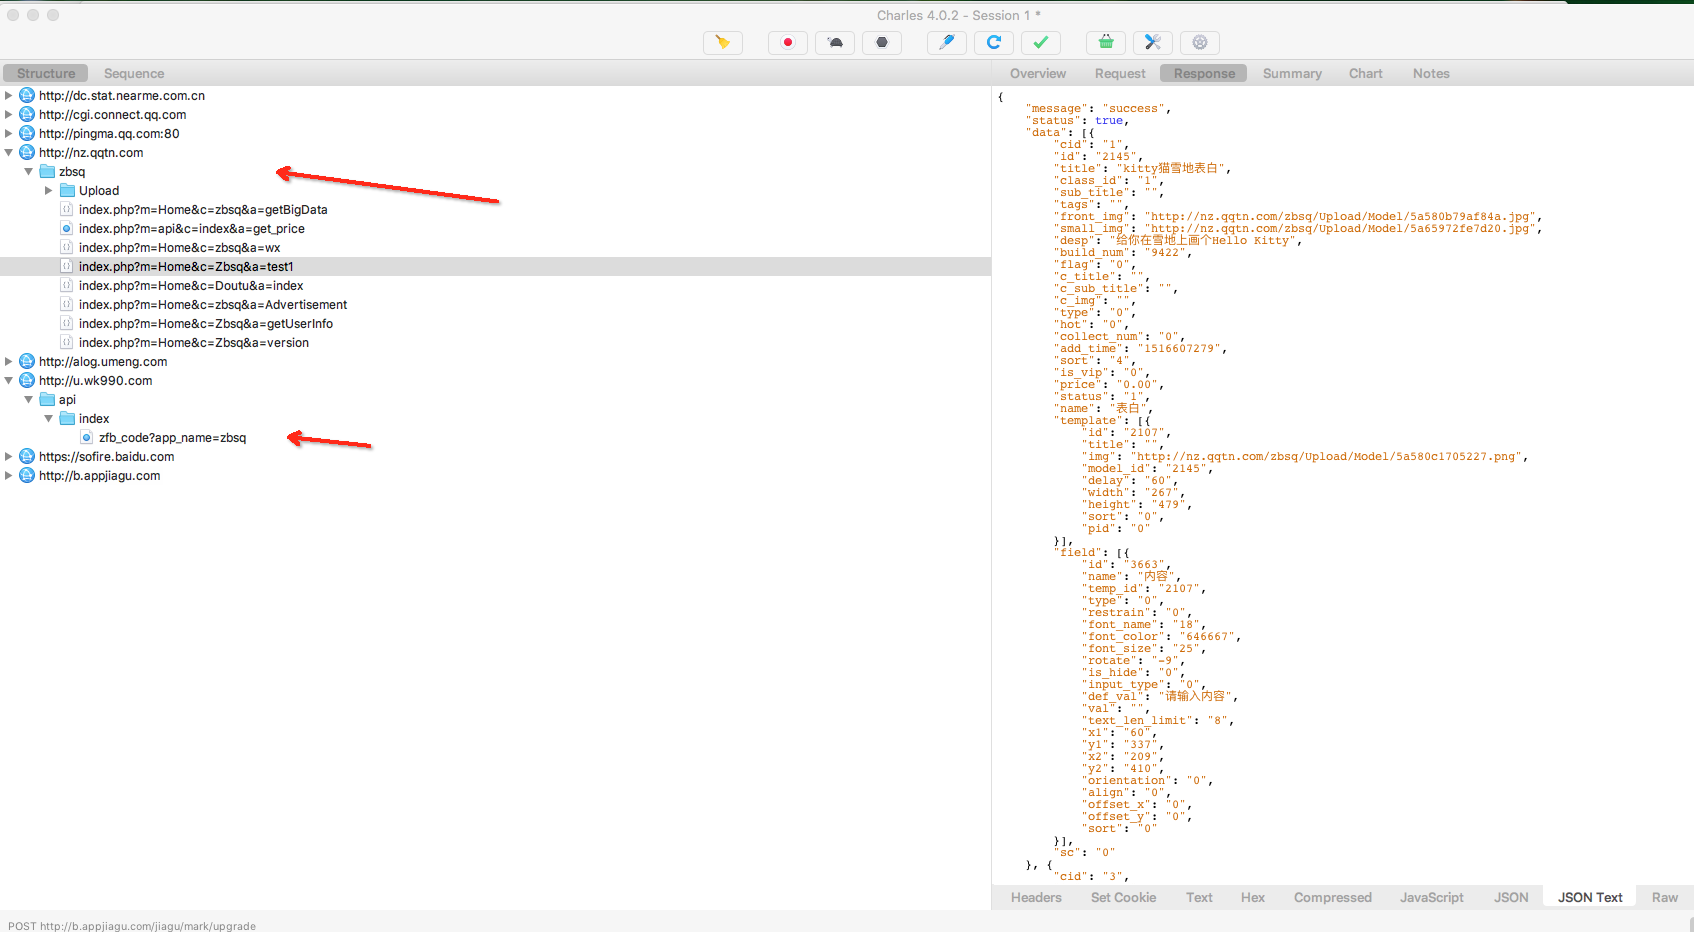 Charles 4.0.2 - Session 1 *
Structure
Sequence
http://dc.stat.nearme.com.cn
http://cgi.connect.qq.com
http://pingma.qq.com:80
http://nz.qqtn.com
zbsq
Upload
index.php?m=Home&c=zbsq&a=getBigData
index.php?m=api&c=index&a=get_price
index.php?m=Home&c=zbsq&a=wx
index.php?m=Home&c=Zbsq&a=test1
index.php?m=Home&c=Doutu&a=index
index.php?m=Home&c=zbsq&a=Advertisement
index.php?m=Home&c=Zbsq&a=getUserInfo
index.php?m=Home&c=Zbsq&a=version
http://alog.umeng.com
http://u.wk990.com
api
index
zfb_code?app_name=zbsq
https://sofire.baidu.com
http://b.appjiagu.com
Overview
Request
Response
Summary
Chart
Notes
{
"message": "success",
"status": true,
"data": [{
"cid": "1",
"id": "2145",
"title": "kitty猫雪地表白",
"class_id": "1",
"sub_title": "",
"tags": "",
"front_img": "http://nz.qqtn.com/zbsq/Upload/Model/5a580b79af84a.jpg",
"small_img": "http://nz.qqtn.com/zbsq/Upload/Model/5a65972fe7d20.jpg",
"desp": "给你在雪地上画个Hello Kitty",
"build_num": "9422",
"flag": "0",
"c_title": "",
"c_sub_title": "",
"c_img": "",
"type": "0",
"hot": "0",
"collect_num": "0",
"add_time": "1516607279",
"sort": "4",
"is_vip": "0",
"price": "0.00",
"status": "1",
"name": "表白",
"template": [{
"id": "2107",
"title": "",
"img": "http://nz.qqtn.com/zbsq/Upload/Model/5a580c1705227.png",
"model_id": "2145",
"delay": "60",
"width": "267",
"height": "479",
"sort": "0",
"pid": "0"
}],
"field": [{
"id": "3663",
"name": "内容",
"temp_id": "2107",
"type": "0",
"restrain": "0",
"font_name": "18",
"font_color": "646667",
"font_size": "25",
"rotate": "-9",
"is_hide": "0",
"input_type": "0",
"def_val": "请输入内容",
"val": "",
"text_len_limit": "8",
"x1": "60",
"y1": "337",
"x2": "209",
"y2": "410",
"orientation": "0",
"align": "0",
"offset_x": "0",
"offset_y": "0",
"sort": "0"
}],
"sc": "0"
}, {
"cid": "3",
Headers
Set Cookie
Text
Hex
Compressed
JavaScript
JSON
JSON Text
Raw
POST http://b.appjiagu.com/jiagu/mark/upgrade